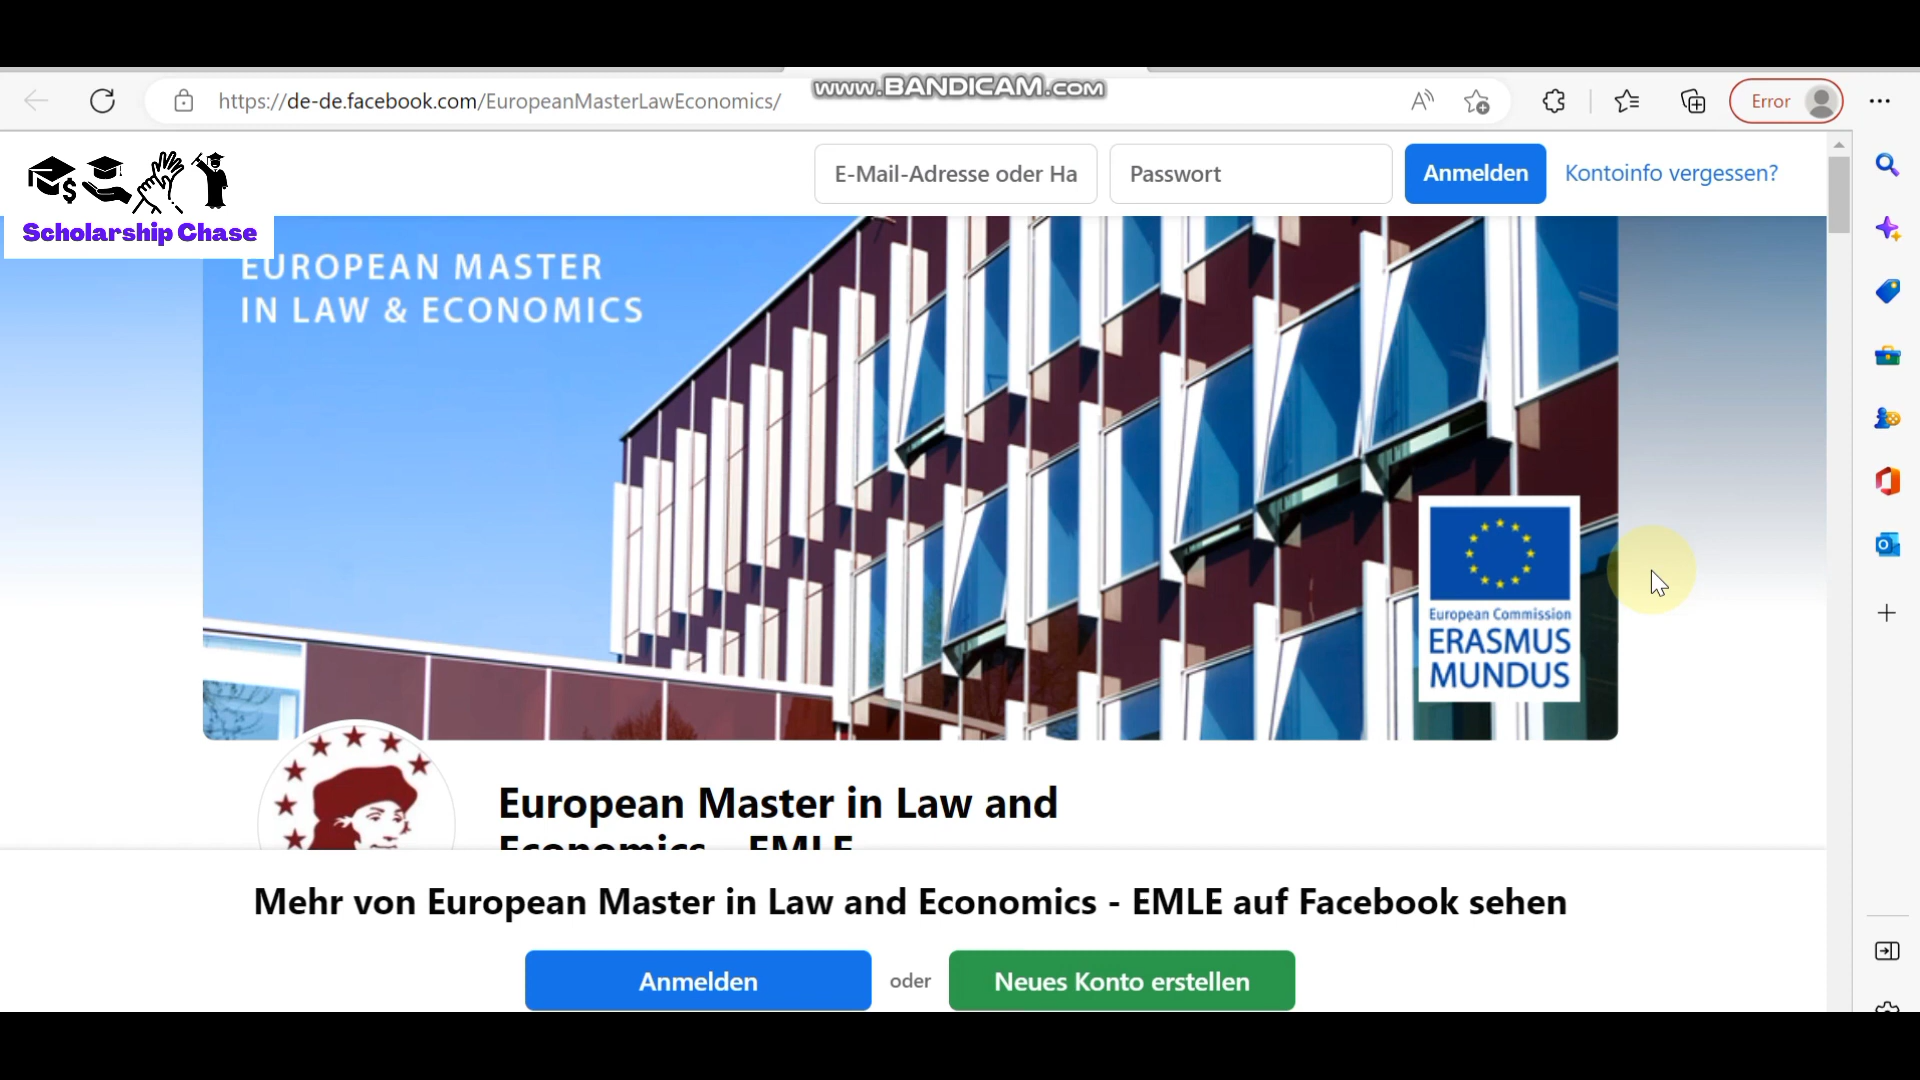 www.BANDICAM.com
https://de-de.facebook.com/EuropeanMasterLawEconomics/
Error
E-Mail-Adresse oder Ha
Passwort
Anmelden
Kontoinfo vergessen?
Scholarship Chase
EUROPEAN MASTER
IN LAW & ECONOMICS
European Commission
ERASMUS
MUNDUS
European Master in Law and
Economics - EMLE
Mehr von European Master in Law and Economics - EMLE auf Facebook sehen
Anmelden
oder
Neues Konto erstellen